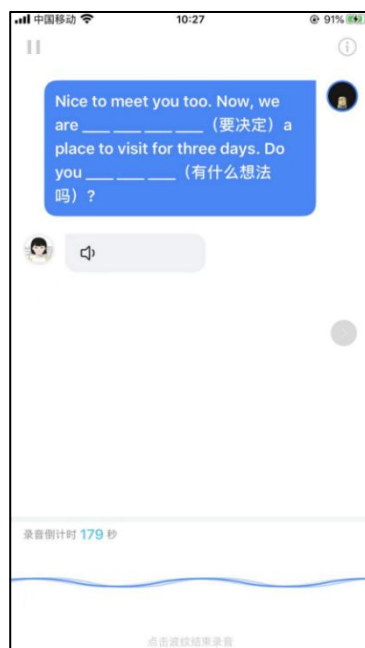 中国移动 10:27 91%
Nice to meet you too. Now, we
are ___ ___ ___ ___ (要决定) a
place to visit for three days. Do
you ___ ___ ___ (有什么想法
吗) ?
录音倒计时 179 秒
点击波纹结束录音